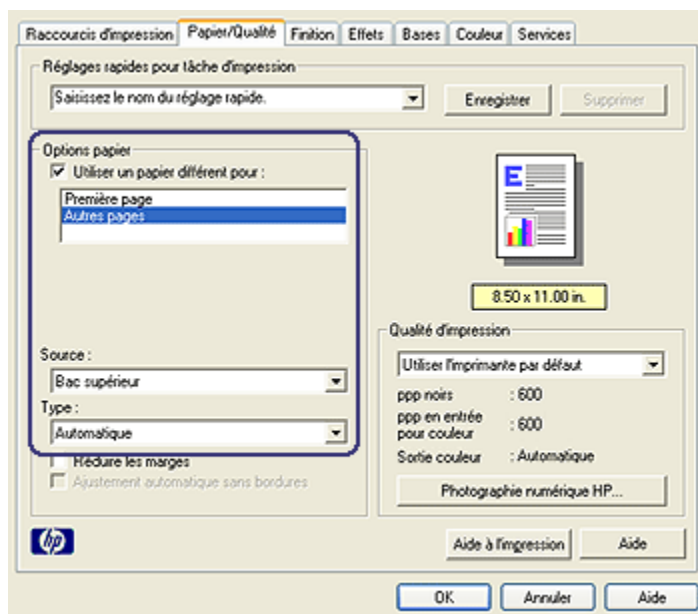 Raccourcis d'impression Papier/Qualité Finition Effets Bases Couleur Services
Réglages rapides pour tâche d'impression
Saisissez le nom du réglage rapide.
Enregistrer
Supprimer
Options papier
Utiliser un papier différent pour :
Première page
Autres pages
Source :
Bac supérieur
Type :
Automatique
Réduire les marges
Ajustement automatique sans bordures
E
8.50 x 11.00 in.
Qualité d'impression
Utiliser l'imprimante par défaut
ppp noirs : 600
ppp en entrée
pour couleur : 600
Sortie couleur : Automatique
Photographie numérique HP...
hp
Aide à l'impression
Aide
OK
Annuler
Aide